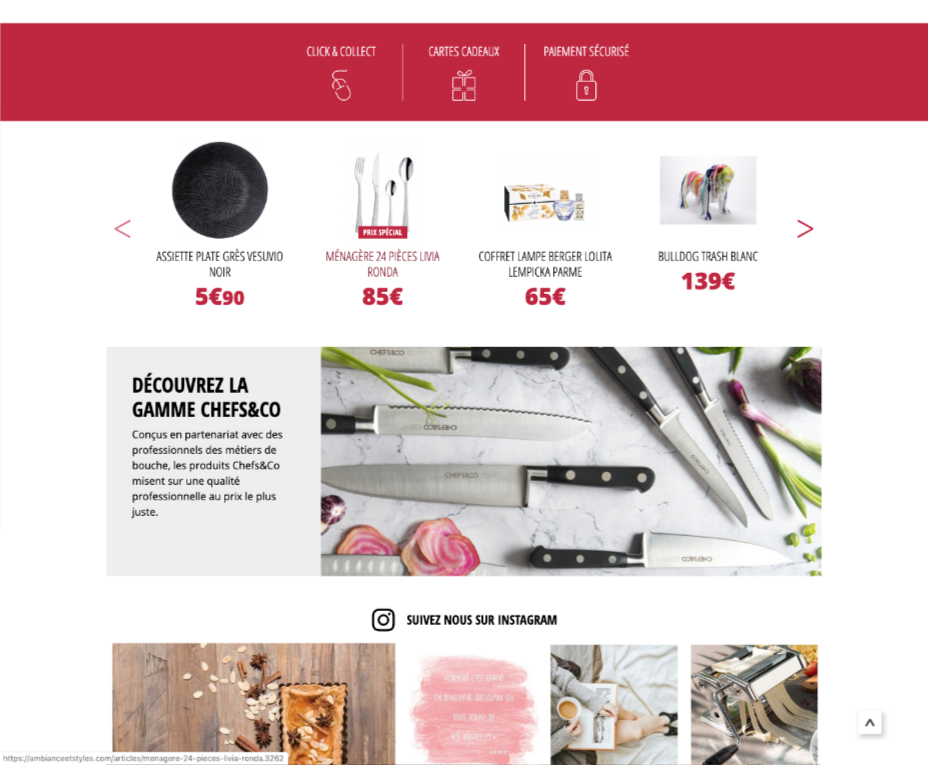 CLICK & COLLECT
CARTES CADEAUX
PAIEMENT SÉCURISÉ
PRIX SPÉCIAL
ASSIETTE PLATE GRÈS VESUVIO
NOIR
5€90
MÉNAGÈRE 24 PIÈCES LIVIA
RONDA
85€
COFFRET LAMPE BERGER LOLITA
LEMPICKA PARME
65€
BULLDOG TRASH BLANC
139€
<
>
DÉCOUVREZ LA
GAMME CHEFS&CO
Conçus en partenariat avec des
professionnels des métiers de
bouche, les produits Chefs&Co
misent sur une qualité
professionnelle au prix le plus
juste.
CHEFS&CO
CHEFS&CO
CHEFS&CO
CHEFS&CO
CHEFS&CO
SUIVEZ NOUS SUR INSTAGRAM
https://ambianceetstyles.com/articles/menagere-24-pieces-livia-ronda.3262